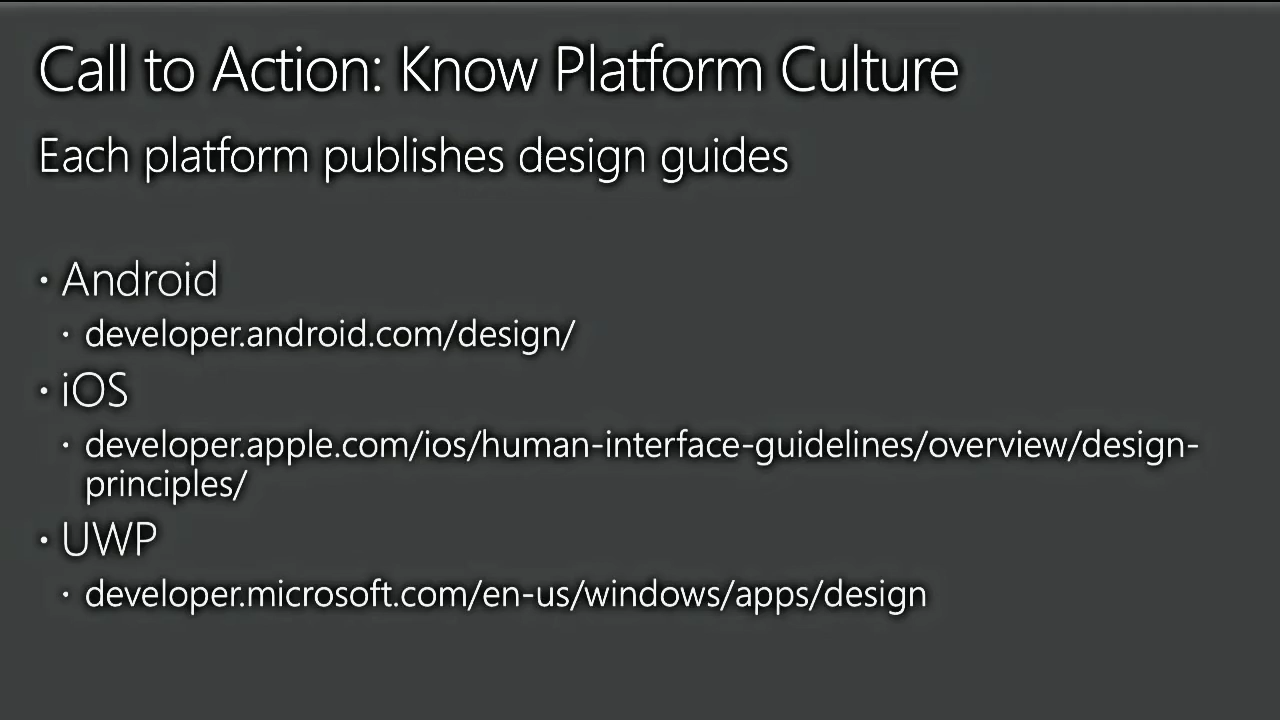 Call to Action: Know Platform Culture
Each platform publishes design guides
• Android
• developer.android.com/design/
• iOS
• developer.apple.com/ios/human-interface-guidelines/overview/design-
principles/
• UWP
• developer.microsoft.com/en-us/windows/apps/design